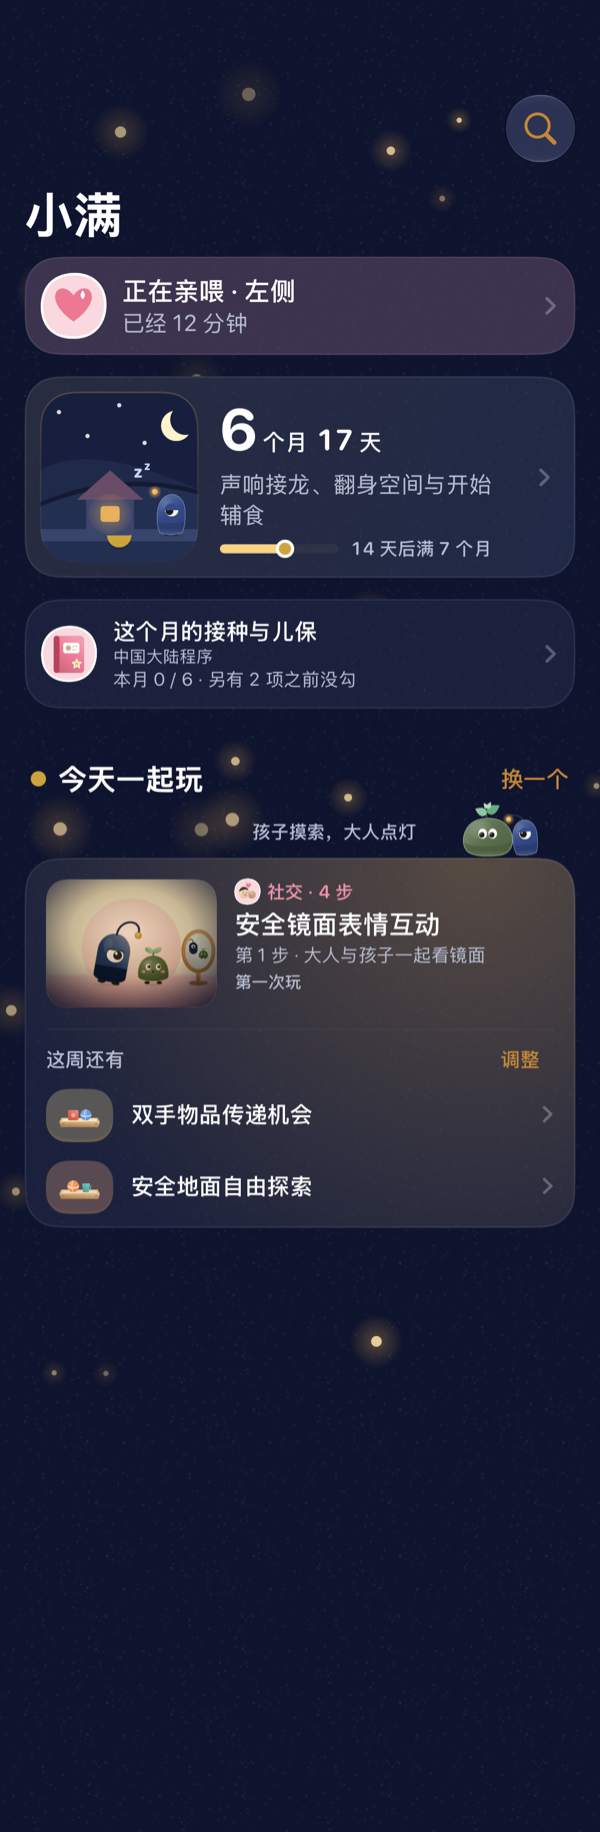 小满
正在亲喂 · 左侧
已经 12 分钟
6 个月 17 天
声响接龙、翻身空间与开始
辅食
14 天后满 7 个月
这个月的接种与儿保
中国大陆程序
本月 0 / 6 · 另有 2 项之前没勾
今天一起玩
换一个
孩子摸索，大人点灯
社交 · 4 步
安全镜面表情互动
第 1 步 · 大人与孩子一起看镜面
第一次玩
这周还有
调整
双手物品传递机会
安全地面自由探索